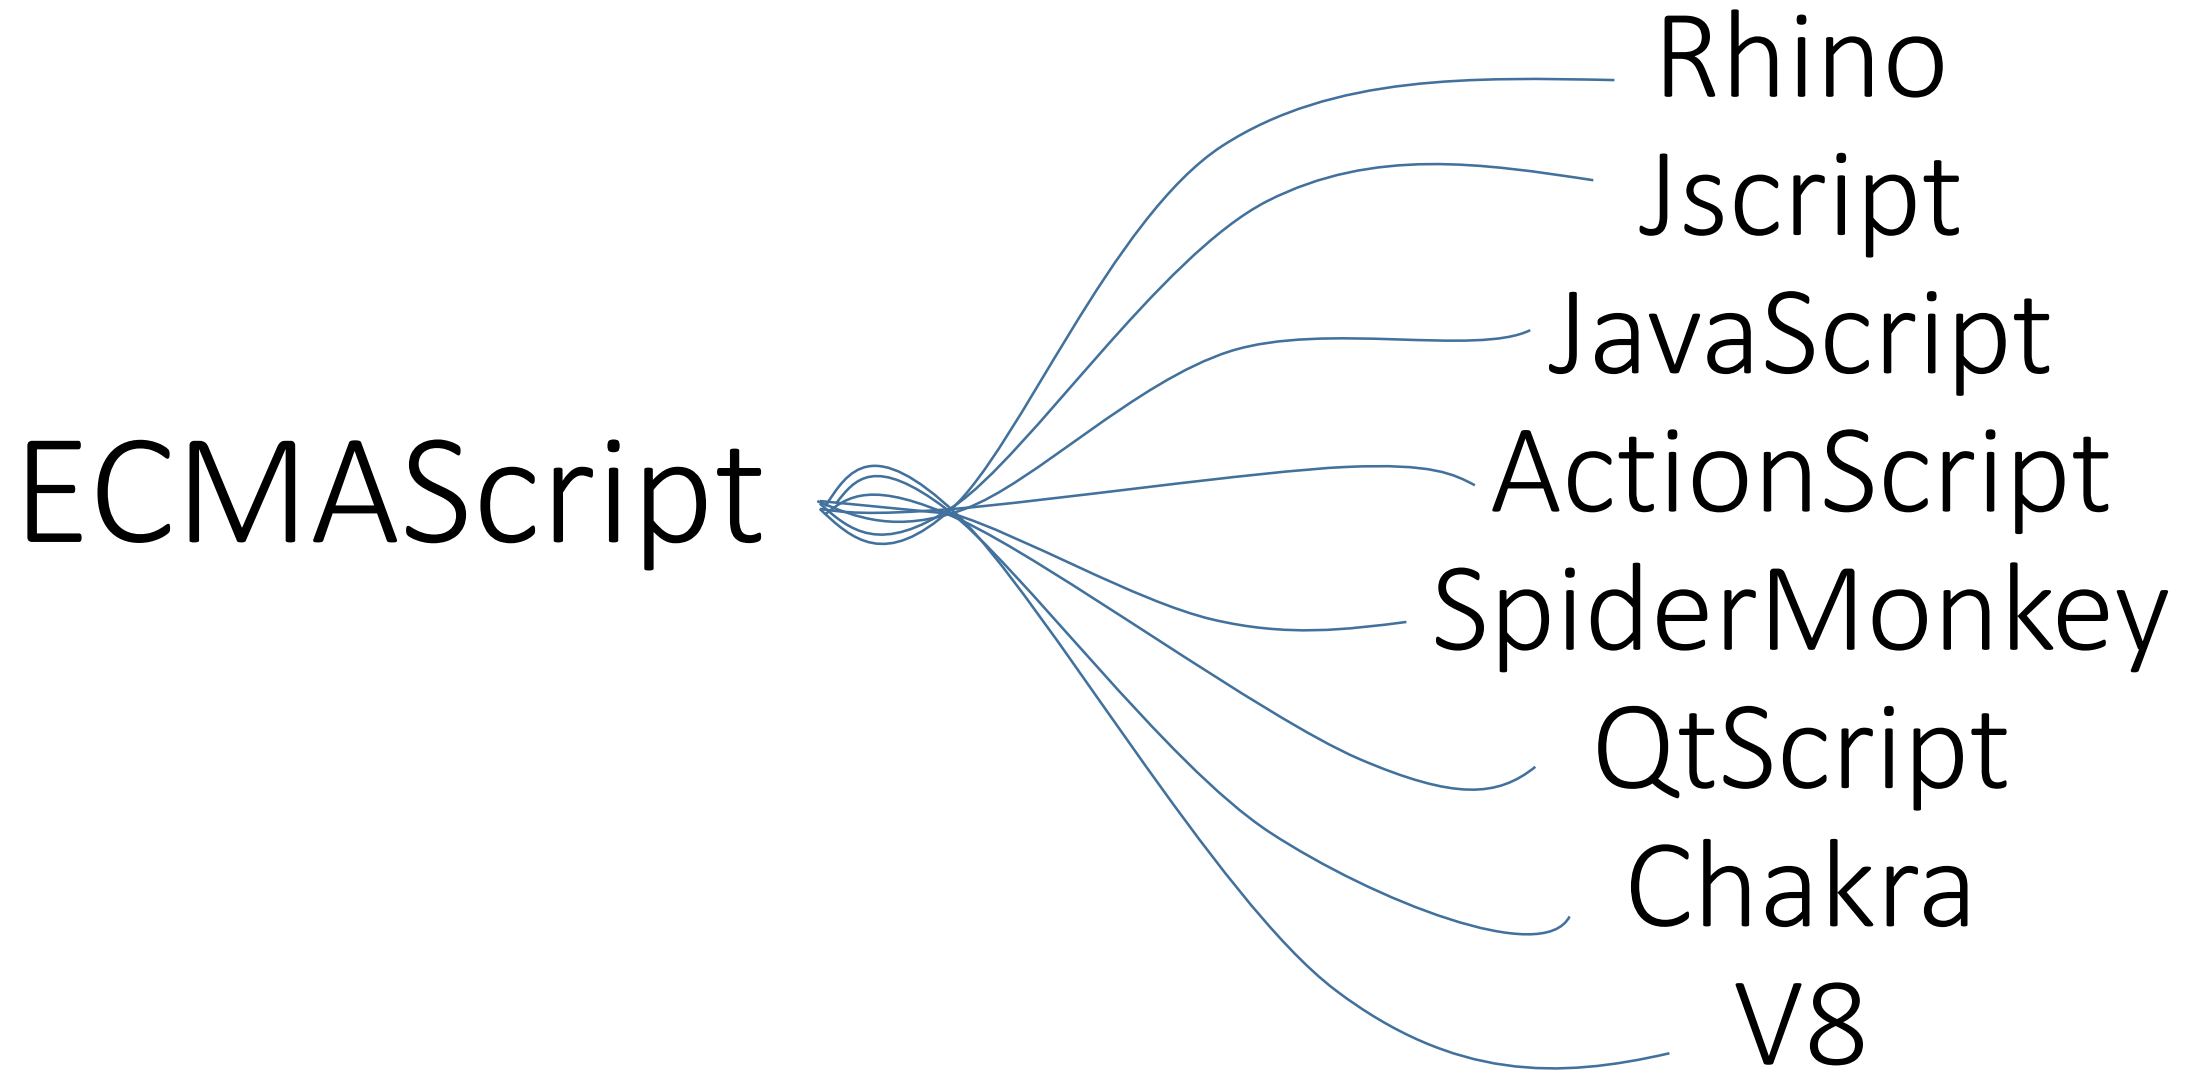 ECMAScript
Rhino
Jscript
JavaScript
ActionScript
SpiderMonkey
QtScript
Chakra
V8